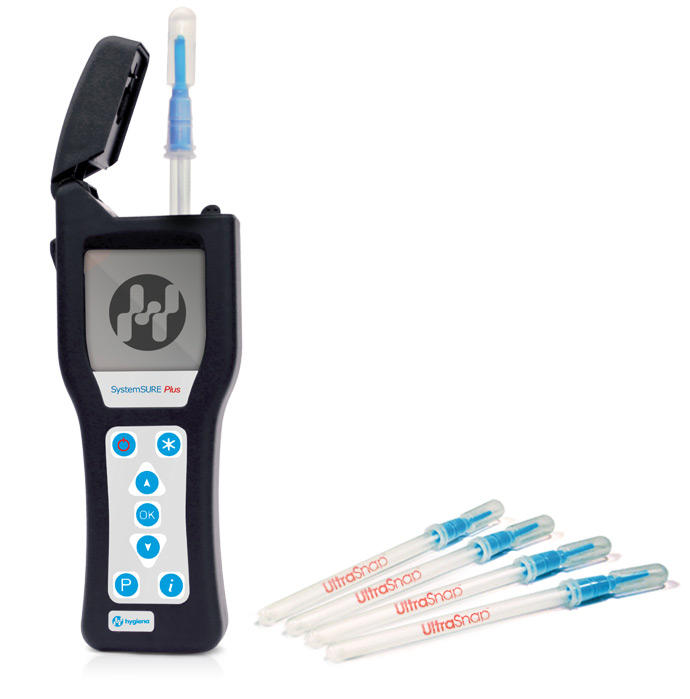 SystemSURE Plus
OK
P
i
hygiena
UltraSnap
UltraSnap
UltraSnap
UltraSnap